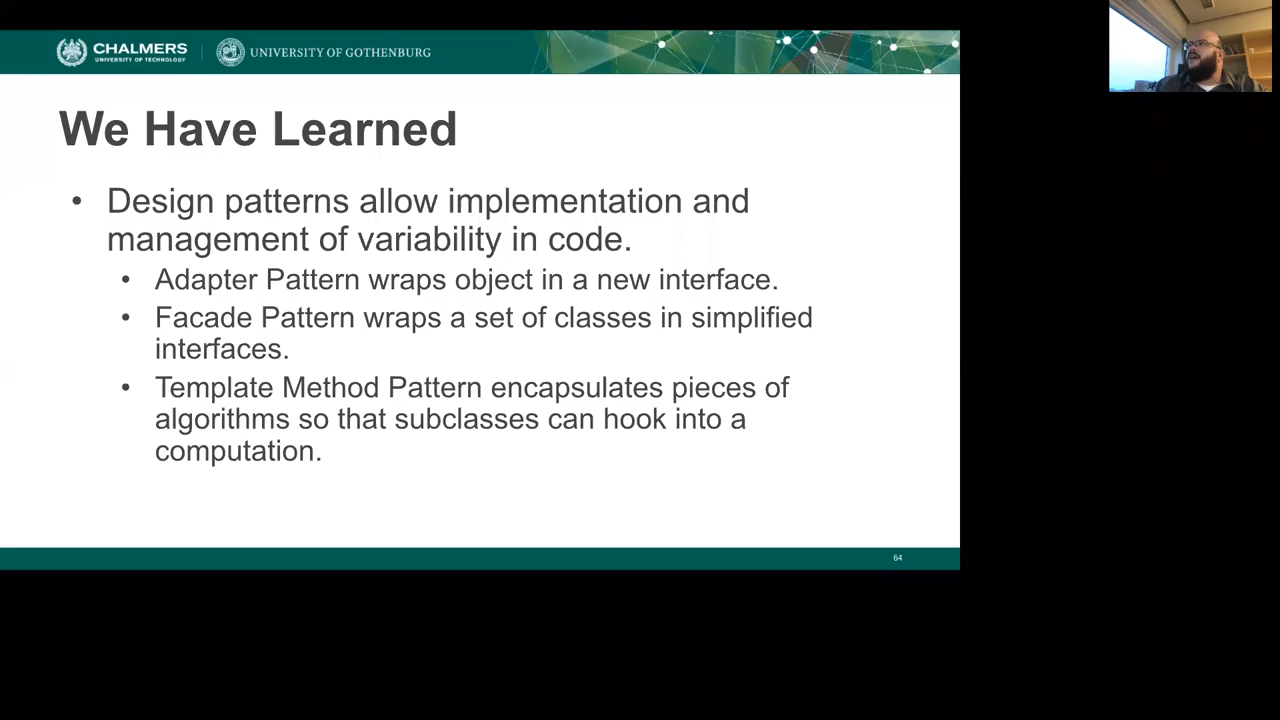 CHALMERS
UNIVERSITY OF TECHNOLOGY
UNIVERSITY OF GOTHENBURG
We Have Learned
• Design patterns allow implementation and
management of variability in code.
• Adapter Pattern wraps object in a new interface.
• Facade Pattern wraps a set of classes in simplified
interfaces.
• Template Method Pattern encapsulates pieces of
algorithms so that subclasses can hook into a
computation.
64